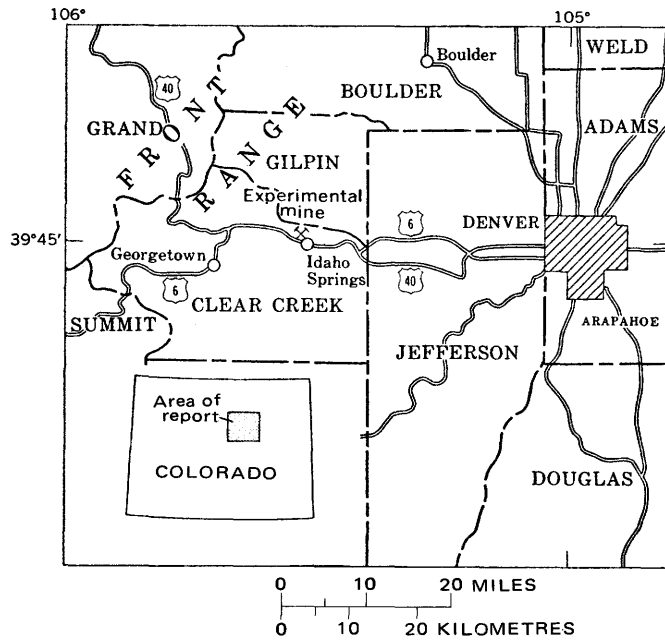 106°
105°
Boulder
WELD
40
BOULDER
GRAND
FRONT RANGE
ADAMS
GILPIN
Experimental
mine
6
DENVER
39°45'
Georgetown
Idaho
Springs
40
6
CLEAR CREEK
SUMMIT
ARAPAHOE
JEFFERSON
Area of
report
COLORADO
DOUGLAS
0 10 20 MILES
0 10 20 KILOMETRES